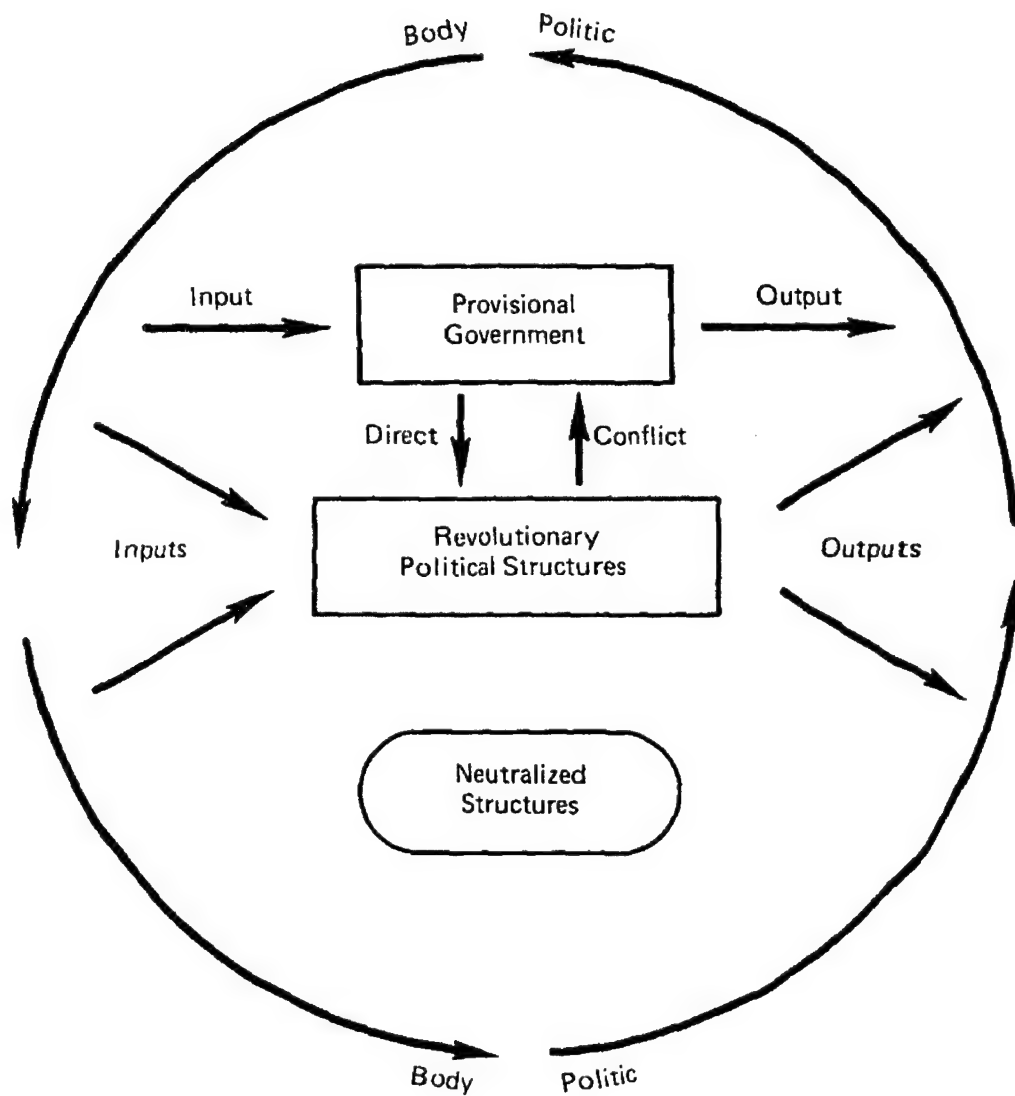 Body Politic
Input
Provisional
Government
Output
Direct Conflict
Inputs
Revolutionary
Political Structures
Outputs
Neutralized
Structures
Body Politic